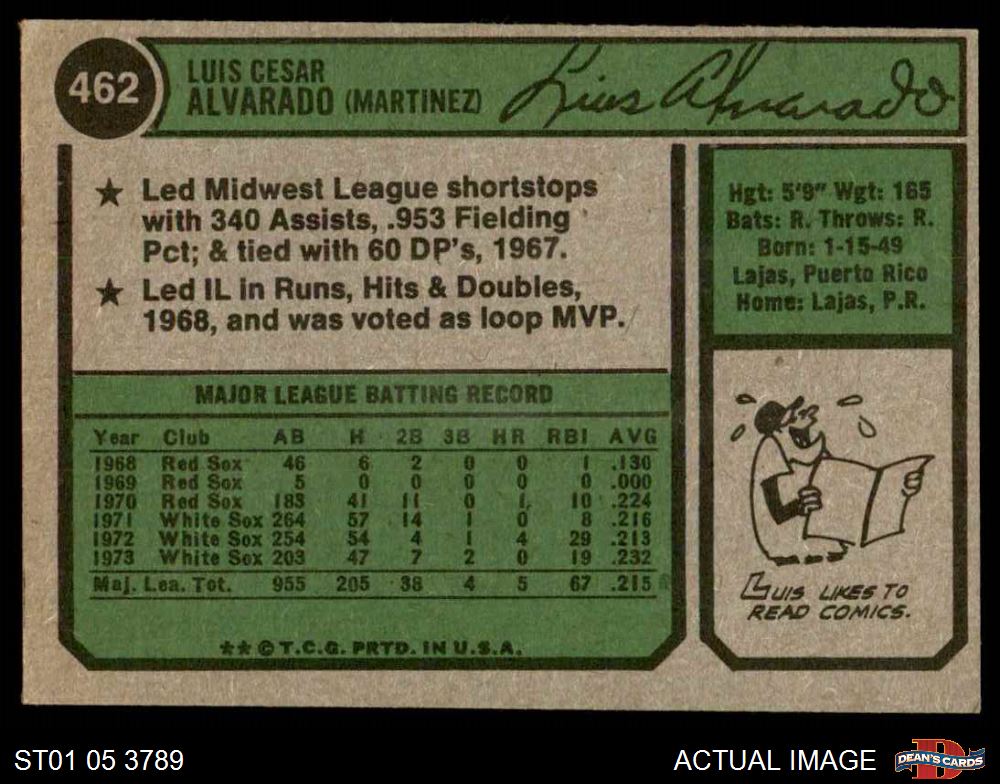 462
LUIS CESAR
ALVARADO (MARTINEZ)
Luis Alvarado
★ Led Midwest League shortstops
with 340 Assists, .953 Fielding
Pct; & tied with 60 DP's, 1967.
★ Led IL in Runs, Hits & Doubles,
1968, and was voted as loop MVP.
Hgt: 5'9" Wgt: 165
Bats: R. Throws: R.
Born: 1-15-49
Lajas, Puerto Rico
Home: Lajas, P.R.
MAJOR LEAGUE BATTING RECORD
Year Club AB H 2B 3B HR RBI AVG
1968 Red Sox 46 6 2 0 0 1 .130
1969 Red Sox 5 0 0 0 0 0 .000
1970 Red Sox 183 41 11 0 1 10 .224
1971 White Sox 264 57 14 1 0 8 .216
1972 White Sox 254 54 4 1 4 29 .213
1973 White Sox 203 47 7 2 0 19 .232
Maj. Lea. Tot. 955 205 38 4 5 67 .215
LUIS LIKES TO
READ COMICS.
** © T.C.G. PRTD. IN U.S.A.
ST01 05 3789
ACTUAL IMAGE
DEAN'S CARDS